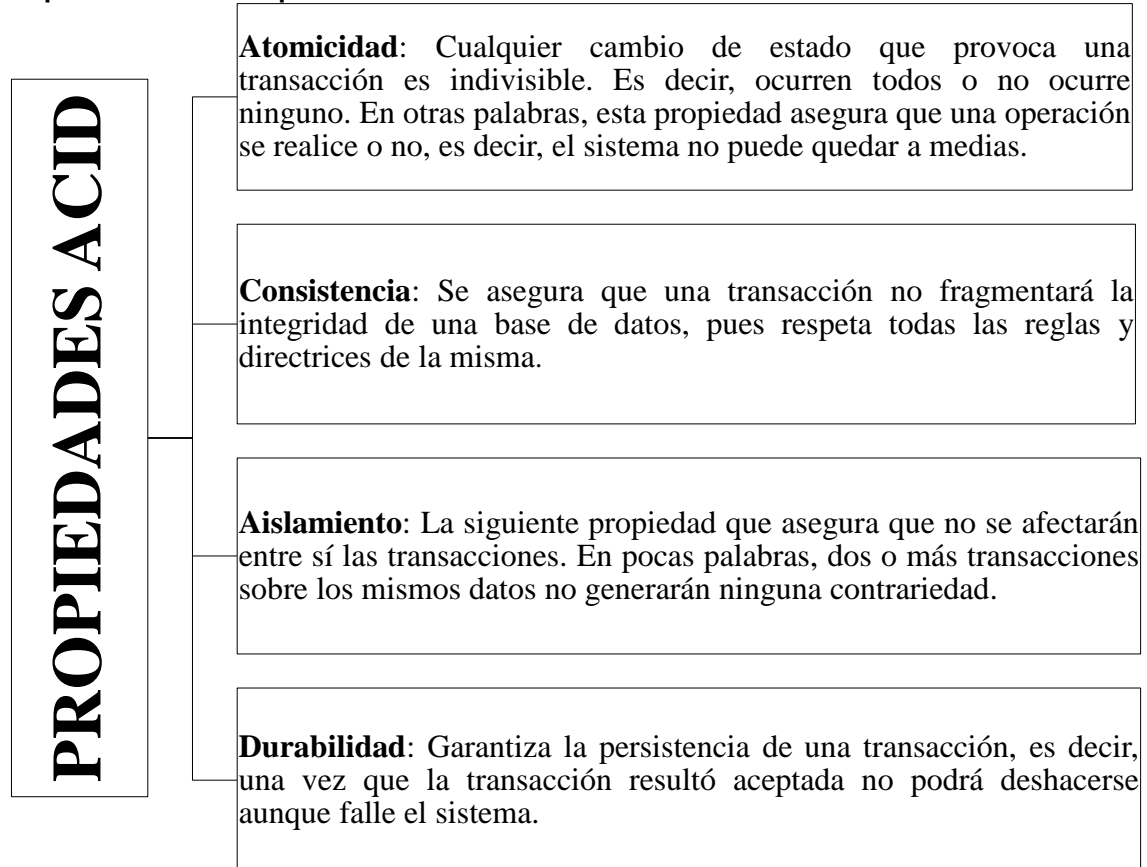 PROPIEDADES ACID
Atomicidad: Cualquier cambio de estado que provoca una
transacción es indivisible. Es decir, ocurren todos o no ocurre
ninguno. En otras palabras, esta propiedad asegura que una operación
se realice o no, es decir, el sistema no puede quedar a medias.
Consistencia: Se asegura que una transacción no fragmentará la
integridad de una base de datos, pues respeta todas las reglas y
directrices de la misma.
Aislamiento: La siguiente propiedad que asegura que no se afectarán
entre sí las transacciones. En pocas palabras, dos o más transacciones
sobre los mismos datos no generarán ninguna contrariedad.
Durabilidad: Garantiza la persistencia de una transacción, es decir,
una vez que la transacción resultó aceptada no podrá deshacerse
aunque falle el sistema.